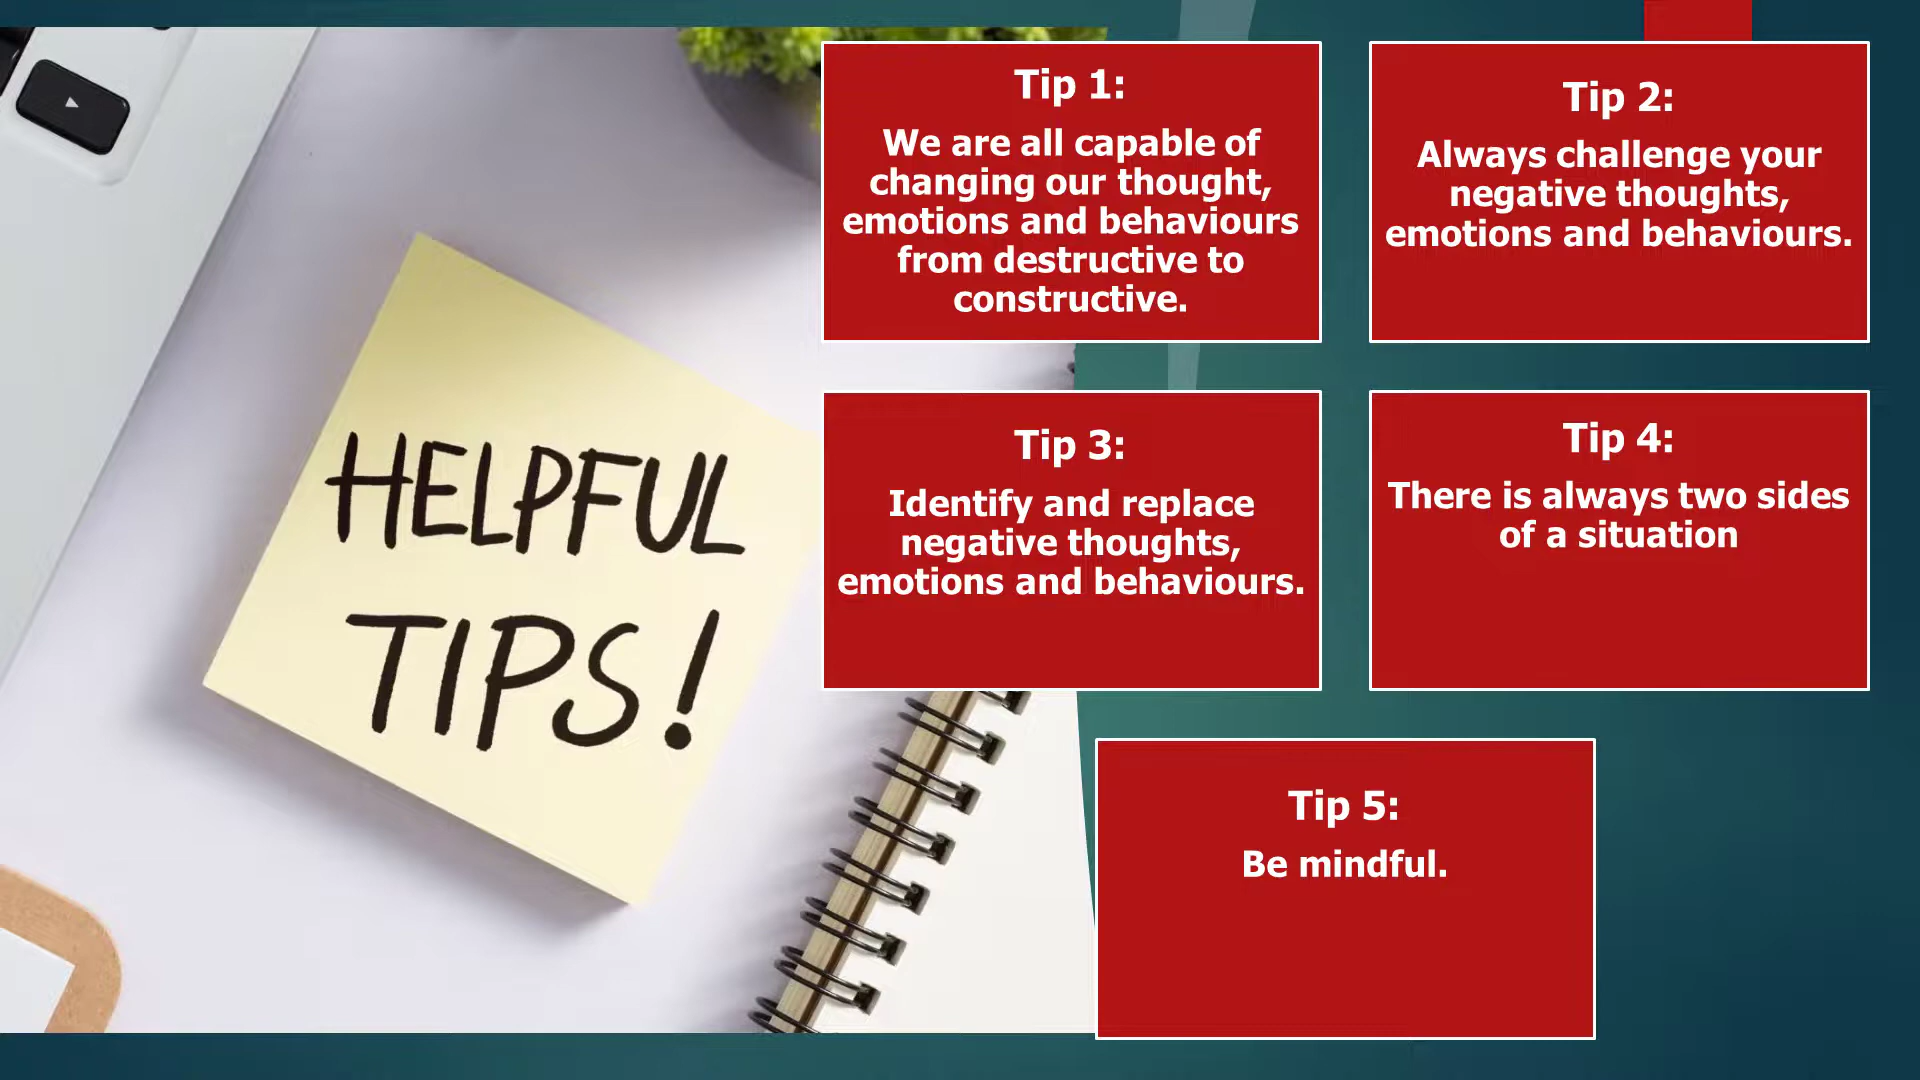 HELPFUL
TIPS!
Tip 1:
We are all capable of
changing our thought,
emotions and behaviours
from destructive to
constructive.
Tip 2:
Always challenge your
negative thoughts,
emotions and behaviours.
Tip 3:
Identify and replace
negative thoughts,
emotions and behaviours.
Tip 4:
There is always two sides
of a situation
Tip 5:
Be mindful.